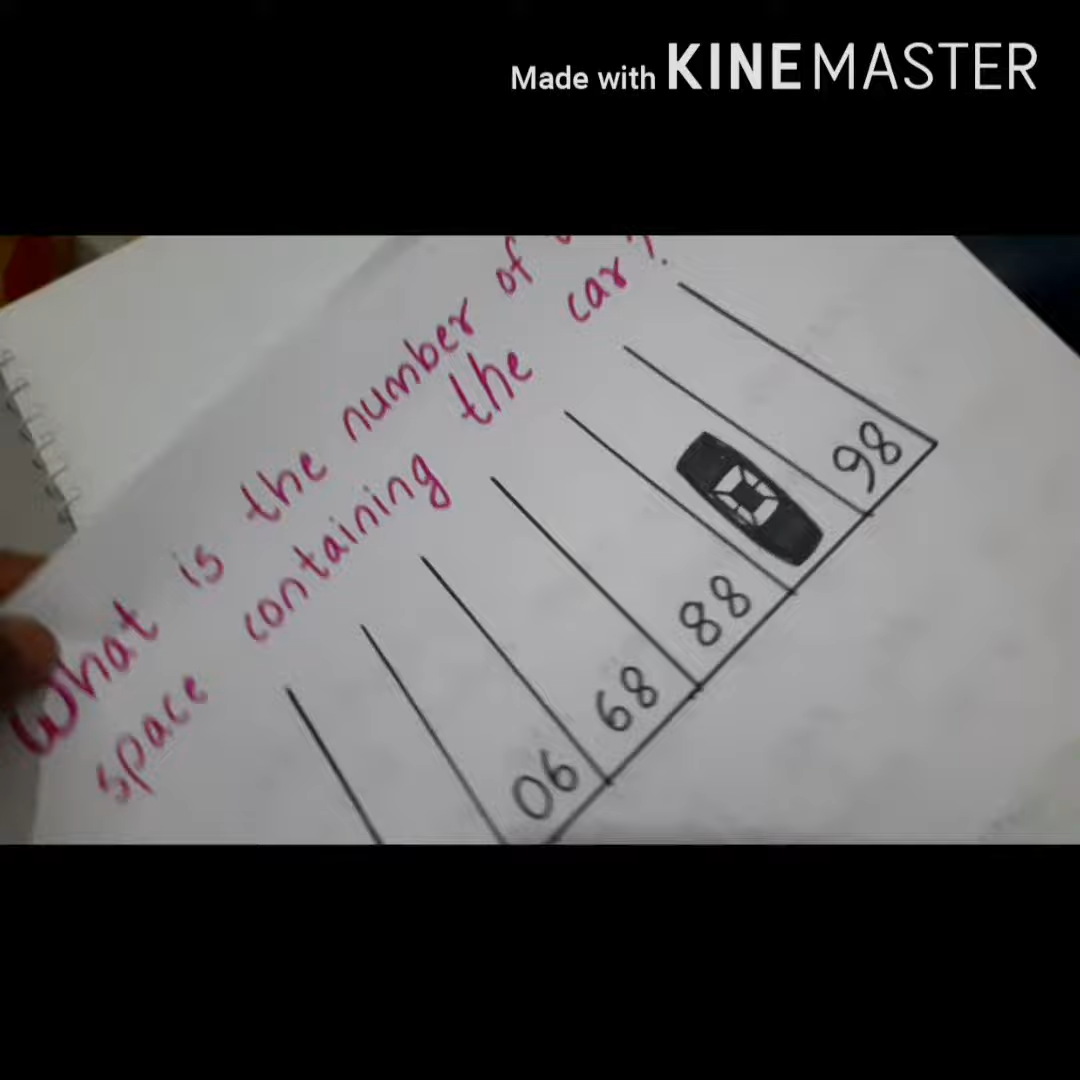 Made with KINEMASTER
What is the number of
space containing the car?
06 68 88 98